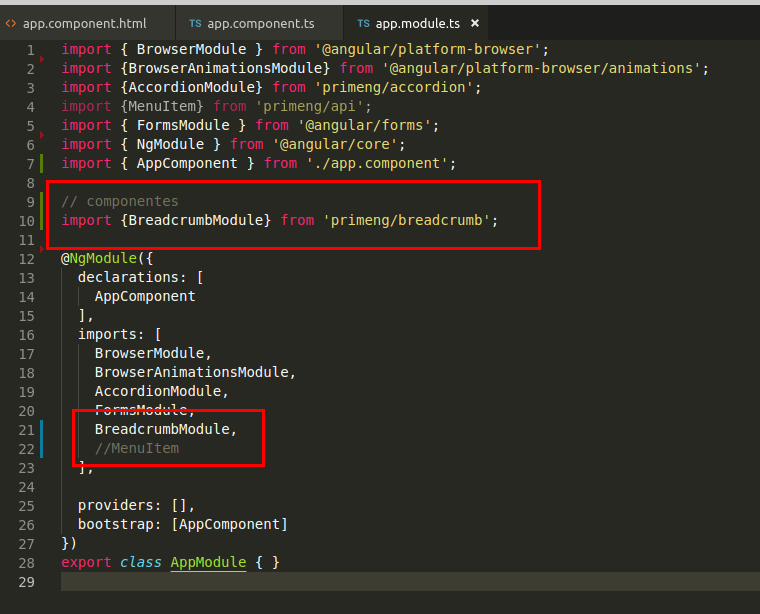 <> app.component.html TS app.component.ts TS app.module.ts ×
1 import { BrowserModule } from '@angular/platform-browser';
2 import {BrowserAnimationsModule} from '@angular/platform-browser/animations';
3 import {AccordionModule} from 'primeng/accordion';
4 import {MenuItem} from 'primeng/api';
5 import { FormsModule } from '@angular/forms';
6 import { NgModule } from '@angular/core';
7 import { AppComponent } from './app.component';
8
9 // componentes
10 import {BreadcrumbModule} from 'primeng/breadcrumb';
11
12 @NgModule({
13   declarations: [
14     AppComponent
15   ],
16   imports: [
17     BrowserModule,
18     BrowserAnimationsModule,
19     AccordionModule,
20     FormsModule,
21     BreadcrumbModule,
22     //MenuItem
23   ],
24
25   providers: [],
26   bootstrap: [AppComponent]
27 })
28 export class AppModule { }
29